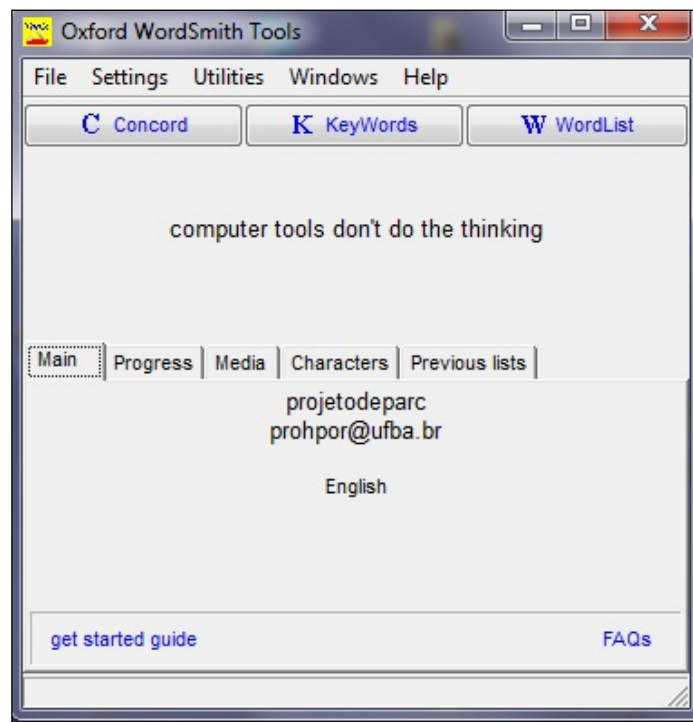 Oxford WordSmith Tools
File Settings Utilities Windows Help
C Concord K KeyWords W WordList
computer tools don't do the thinking
Main Progress Media Characters Previous lists
projetodeparc
prohpor@ufba.br
English
get started guide FAQs